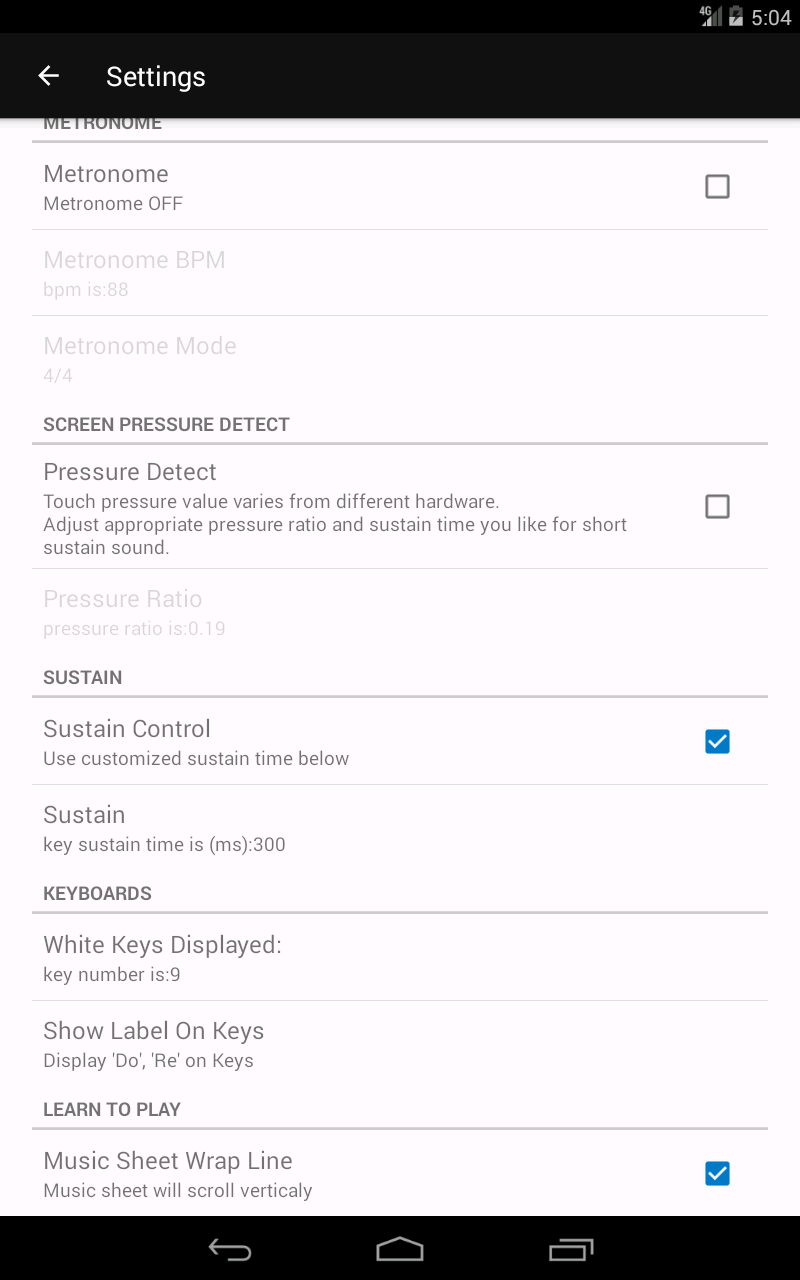 4G 5:04
Settings
METRONOME
Metronome
Metronome OFF
Metronome BPM
bpm is:88
Metronome Mode
4/4
SCREEN PRESSURE DETECT
Pressure Detect
Touch pressure value varies from different hardware.
Adjust appropriate pressure ratio and sustain time you like for short
sustain sound.
Pressure Ratio
pressure ratio is:0.19
SUSTAIN
Sustain Control
Use customized sustain time below
Sustain
key sustain time is (ms):300
KEYBOARDS
White Keys Displayed:
key number is:9
Show Label On Keys
Display 'Do', 'Re' on Keys
LEARN TO PLAY
Music Sheet Wrap Line
Music sheet will scroll verticaly